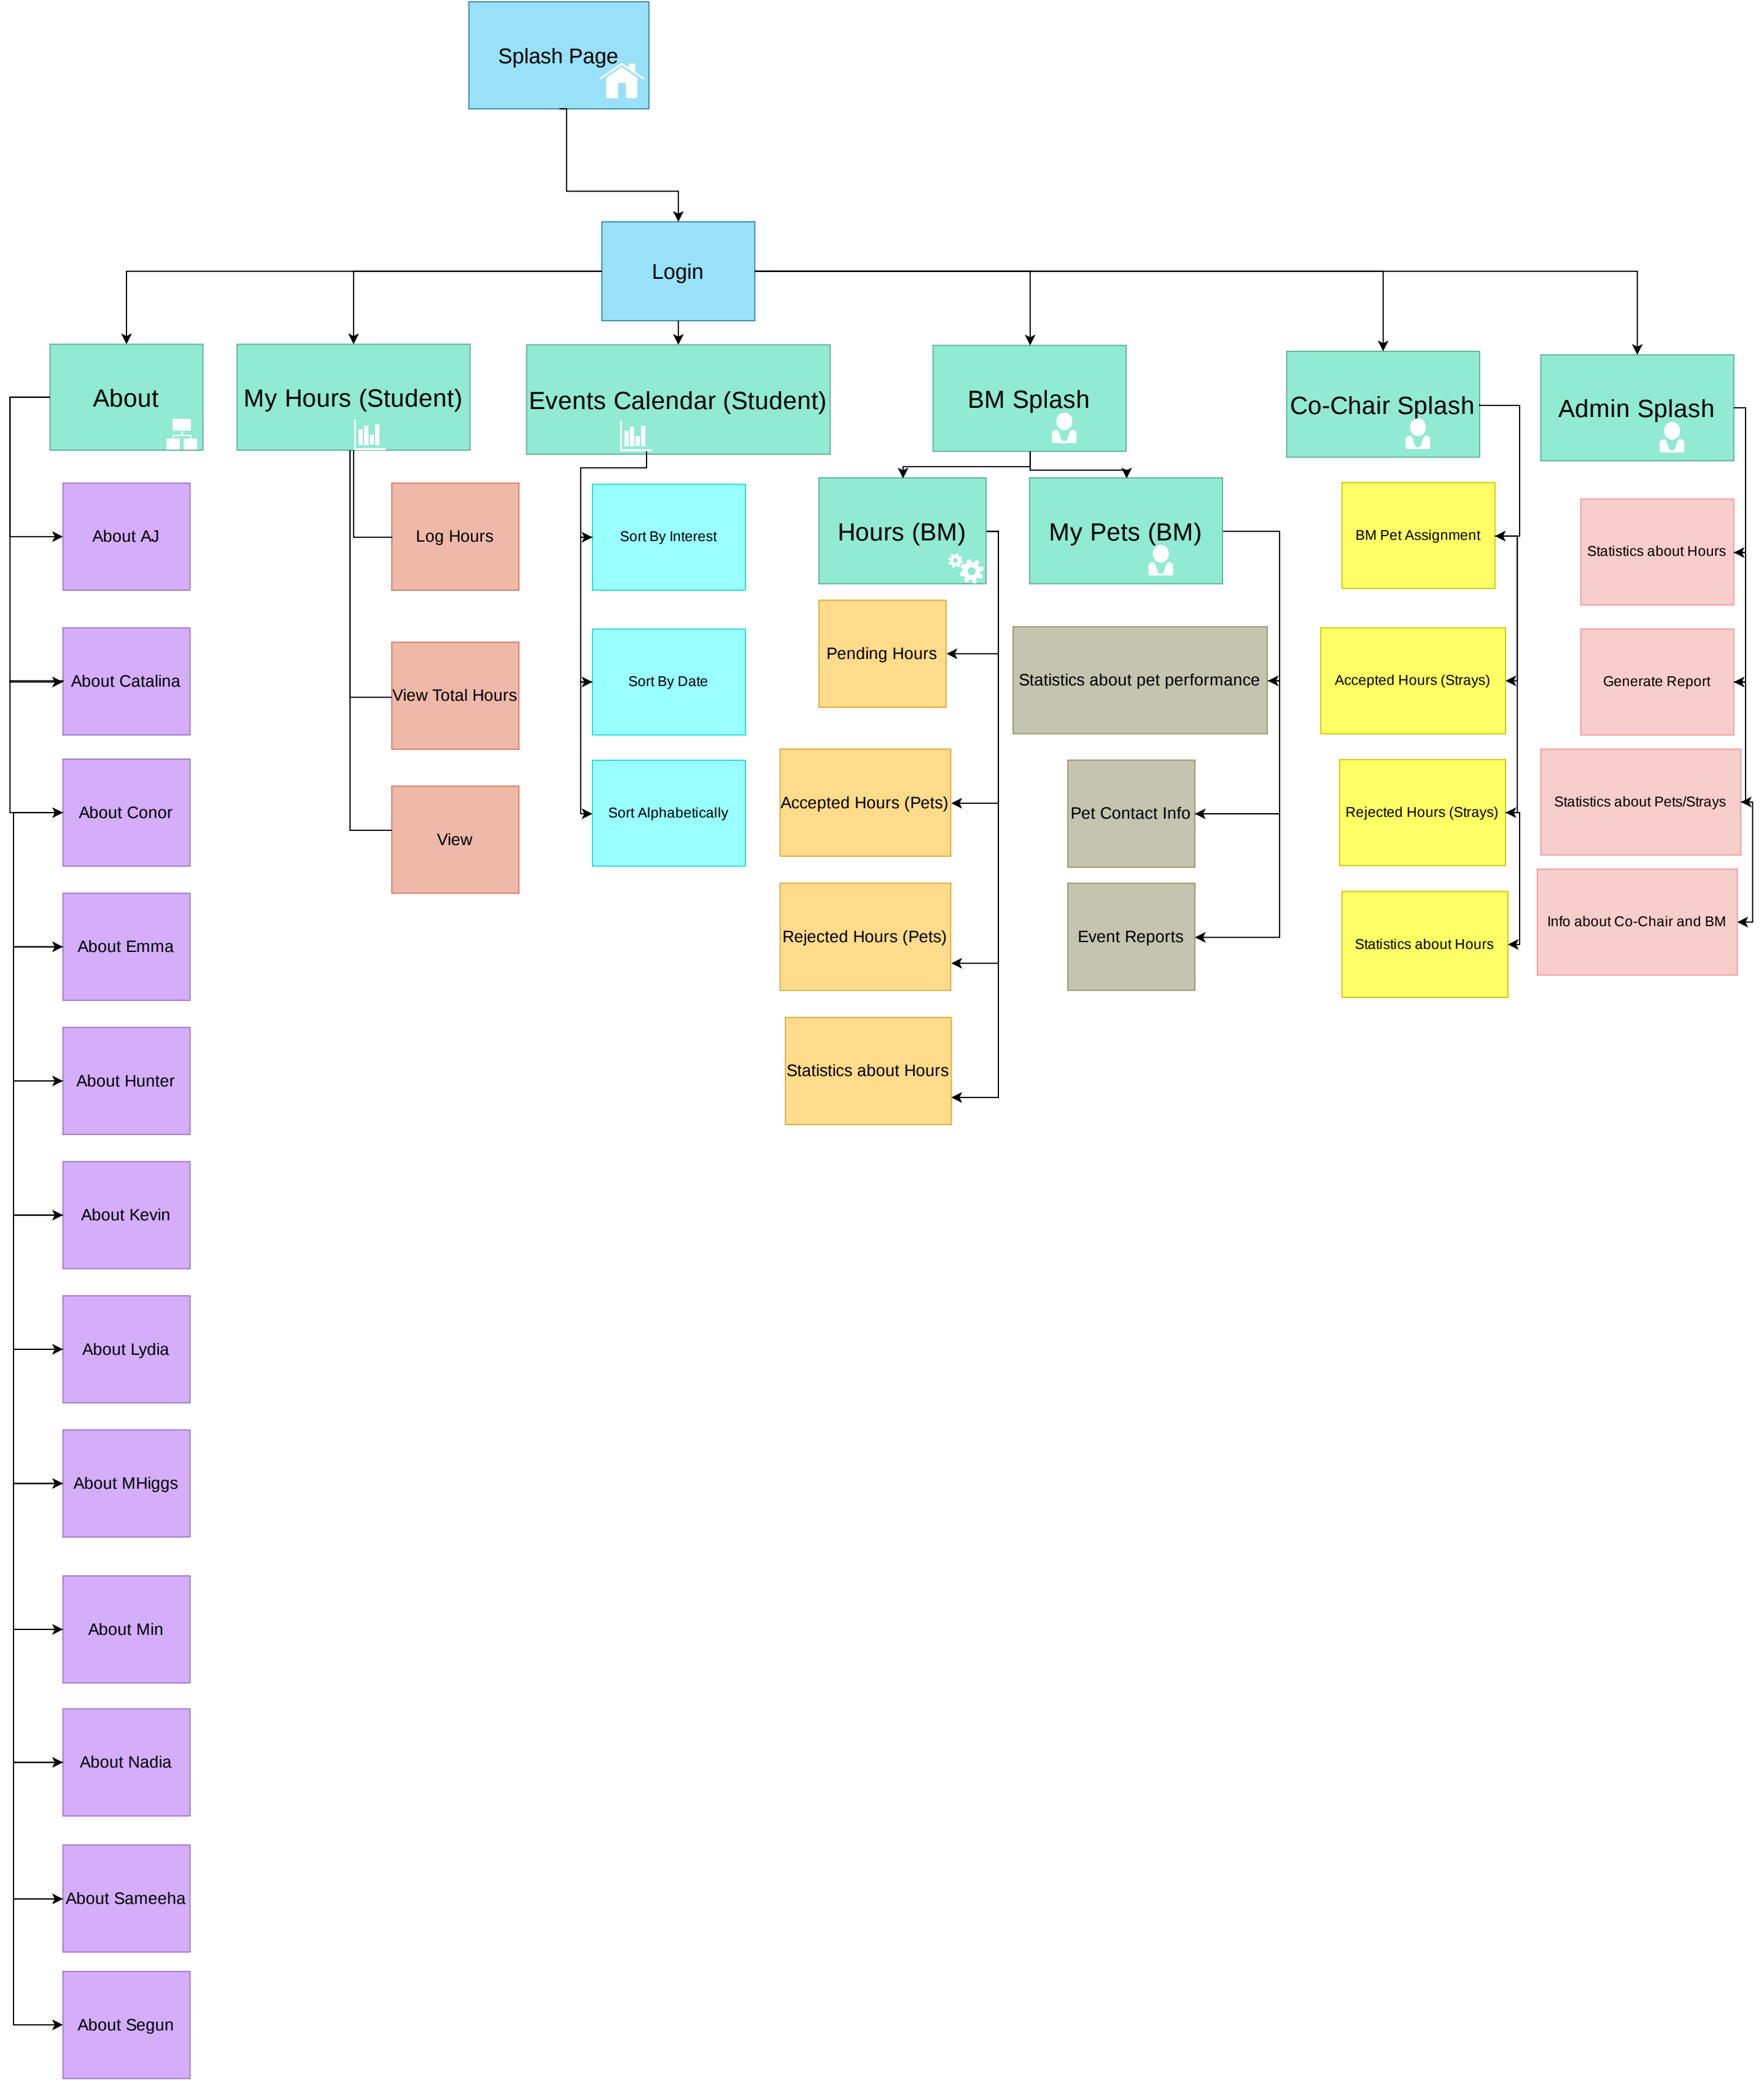 Splash Page
Login
About
My Hours (Student)
Events Calendar (Student)
BM Splash
Co-Chair Splash
Admin Splash
Hours (BM)
My Pets (BM)
About AJ
About Catalina
About Conor
About Emma
About Hunter
About Kevin
About Lydia
About MHiggs
About Min
About Nadia
About Sameeha
About Segun
Log Hours
View Total Hours
View
Sort By Interest
Sort By Date
Sort Alphabetically
Pending Hours
Accepted Hours (Pets)
Rejected Hours (Pets)
Statistics about Hours
Statistics about pet performance
Pet Contact Info
Event Reports
BM Pet Assignment
Accepted Hours (Strays)
Rejected Hours (Strays)
Statistics about Hours
Statistics about Hours
Generate Report
Statistics about Pets/Strays
Info about Co-Chair and BM